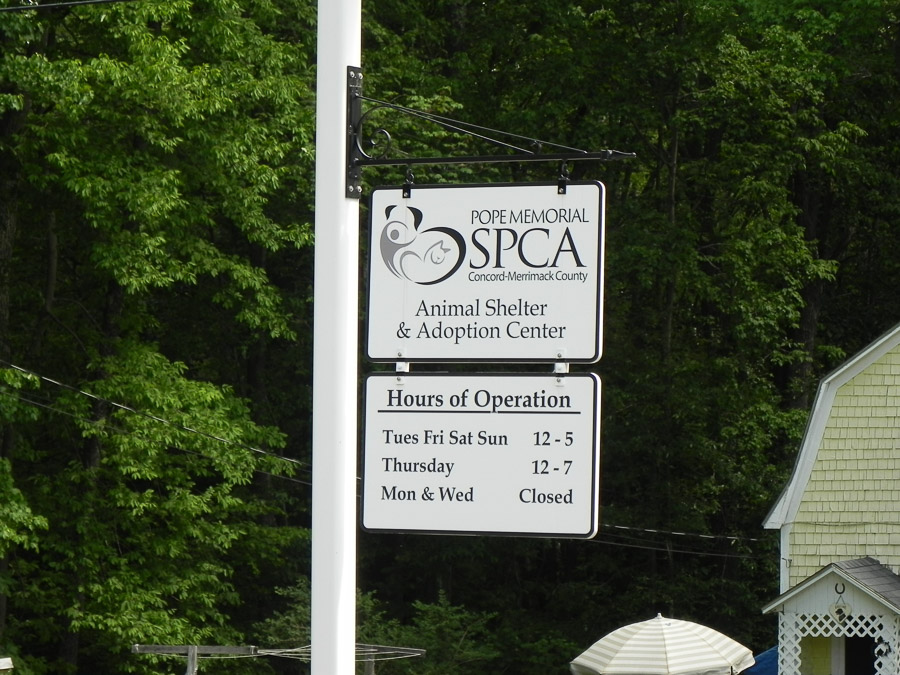 POPE MEMORIAL
SPCA
Concord-Merrimack County
Animal Shelter
& Adoption Center
Hours of Operation
Tues Fri Sat Sun 12 - 5
Thursday 12 - 7
Mon & Wed Closed